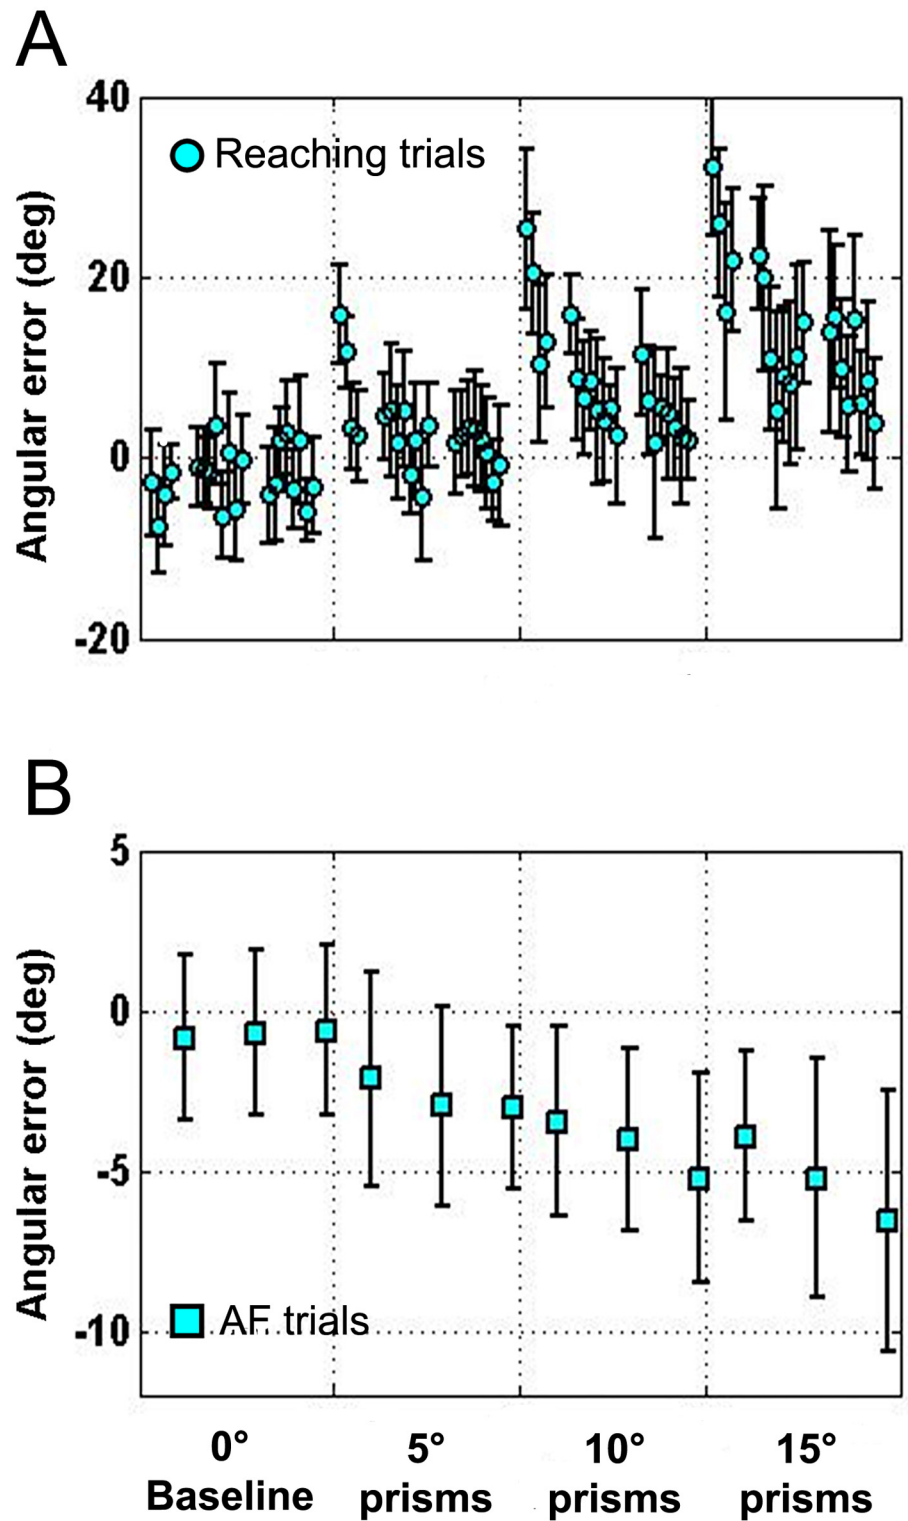 A
40
Reaching trials
20
0
-20
Angular error (deg)
B
5
0
-5
-10
AF trials
Angular error (deg)
0° 5° 10° 15°
Baseline prisms prisms prisms